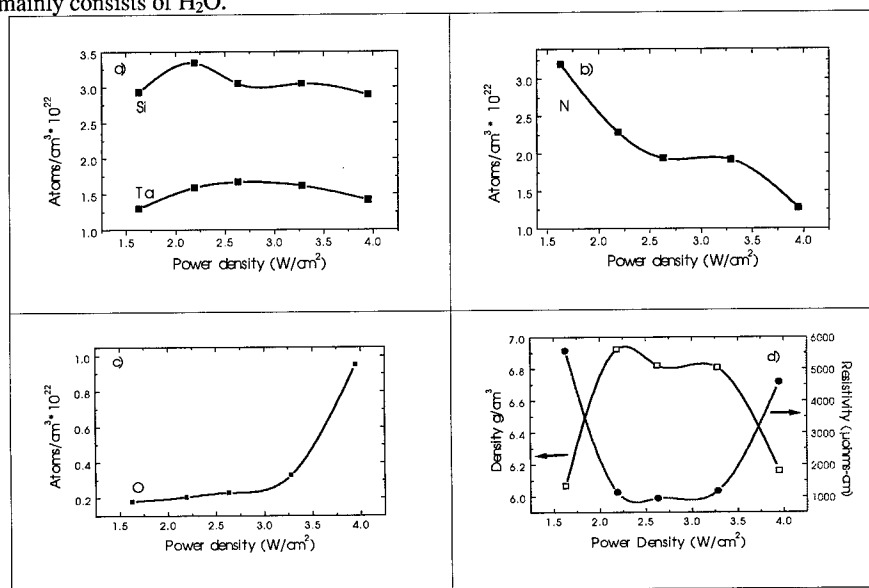 mainly consists of H₂O.
a)
Si
Ta
Atoms/cm³* 10²²
3.5
3.0
2.5
2.0
1.5
1.0
1.5 2.0 2.5 3.0 3.5 4.0
Power density (W/cm²)
b)
N
Atoms/cm³* 10²²
3.0
2.5
2.0
1.5
1.5 2.0 2.5 3.0 3.5 4.0
Power density (W/cm²)
c)
O
Atoms/cm³* 10²²
1.0
0.8
0.6
0.4
0.2
1.5 2.0 2.5 3.0 3.5 4.0
Power density (W/cm²)
d)
Density g/cm³
7.0
6.8
6.6
6.4
6.2
6.0
6000
5000
4000
3000
2000
1000
Resistivity (μohms-cm)
1.5 2.0 2.5 3.0 3.5 4.0
Power Density (W/cm²)